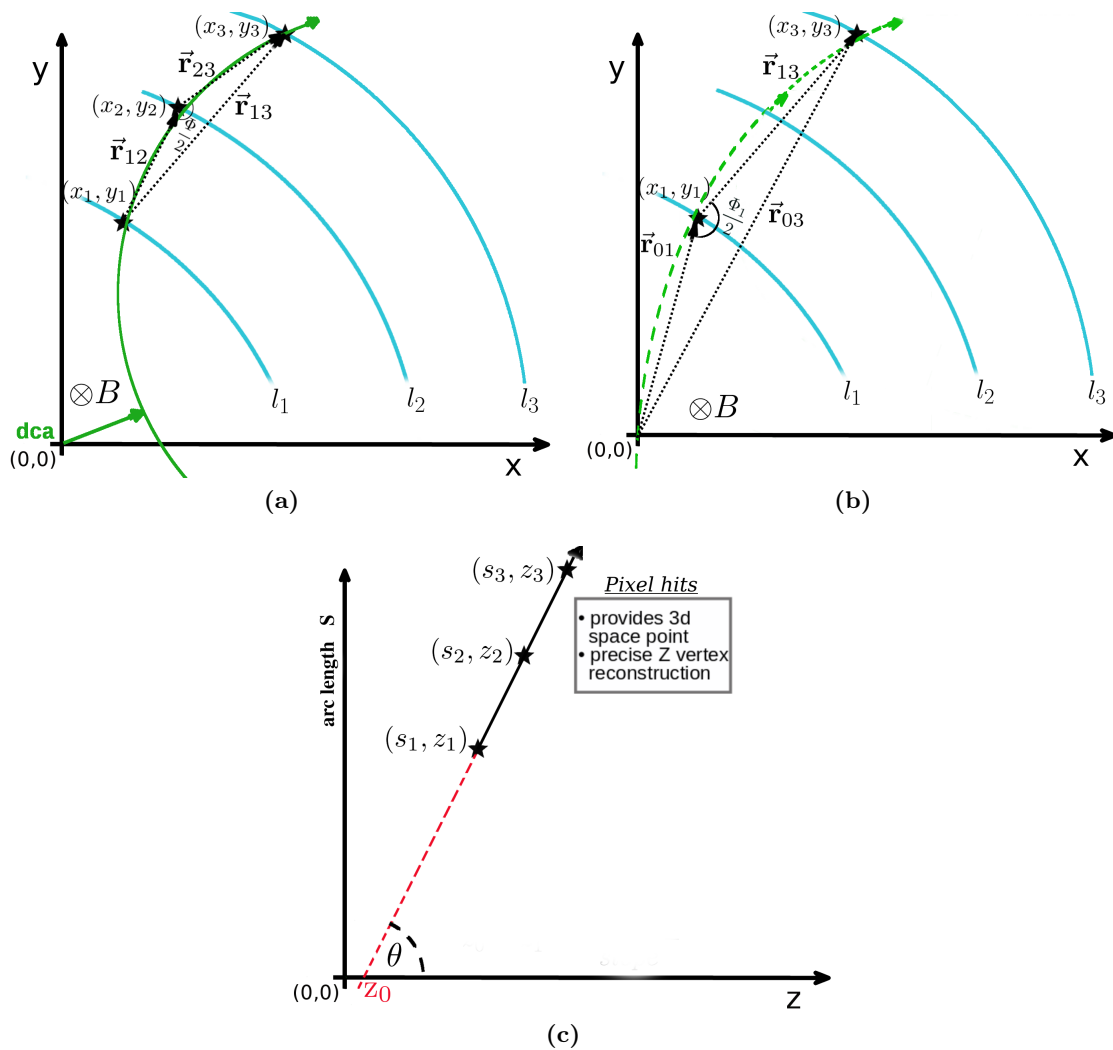 (x₃, y₃)
y
r⃗₂₃
(x₂, y₂)
Φ/2
r⃗₁₃
r⃗₁₂
(x₁, y₁)
⊗B
l₁
l₂
l₃
dca
(0,0)
x
(a)
(x₃, y₃)
y
r⃗₁₃
(x₁, y₁)
Φ₁/2
r⃗₀₃
r⃗₀₁
⊗B
l₁
l₂
l₃
(0,0)
x
(b)
(s₃, z₃)
Pixel hits
• provides 3d
space point
• precise Z vertex
reconstruction
arc length S
(s₂, z₂)
(s₁, z₁)
θ
(0,0)
z₀
z
(c)